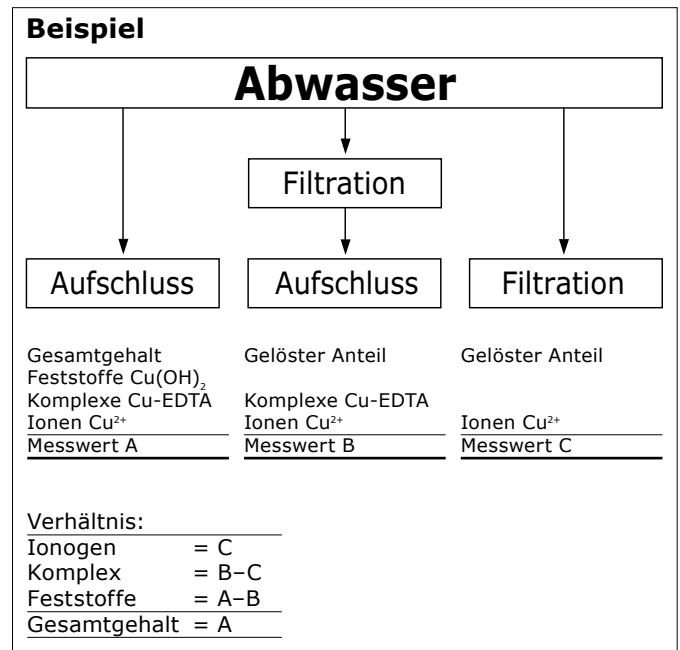 Beispiel
Abwasser
Filtration
Aufschluss
Aufschluss
Filtration
Gesamtgehalt
Feststoffe Cu(OH)₂
Komplexe Cu-EDTA
Ionen Cu²⁺
Messwert A
Gelöster Anteil
Komplexe Cu-EDTA
Ionen Cu²⁺
Messwert B
Gelöster Anteil
Ionen Cu²⁺
Messwert C
Verhältnis:
Ionogen = C
Komplex = B–C
Feststoffe = A–B
Gesamtgehalt = A